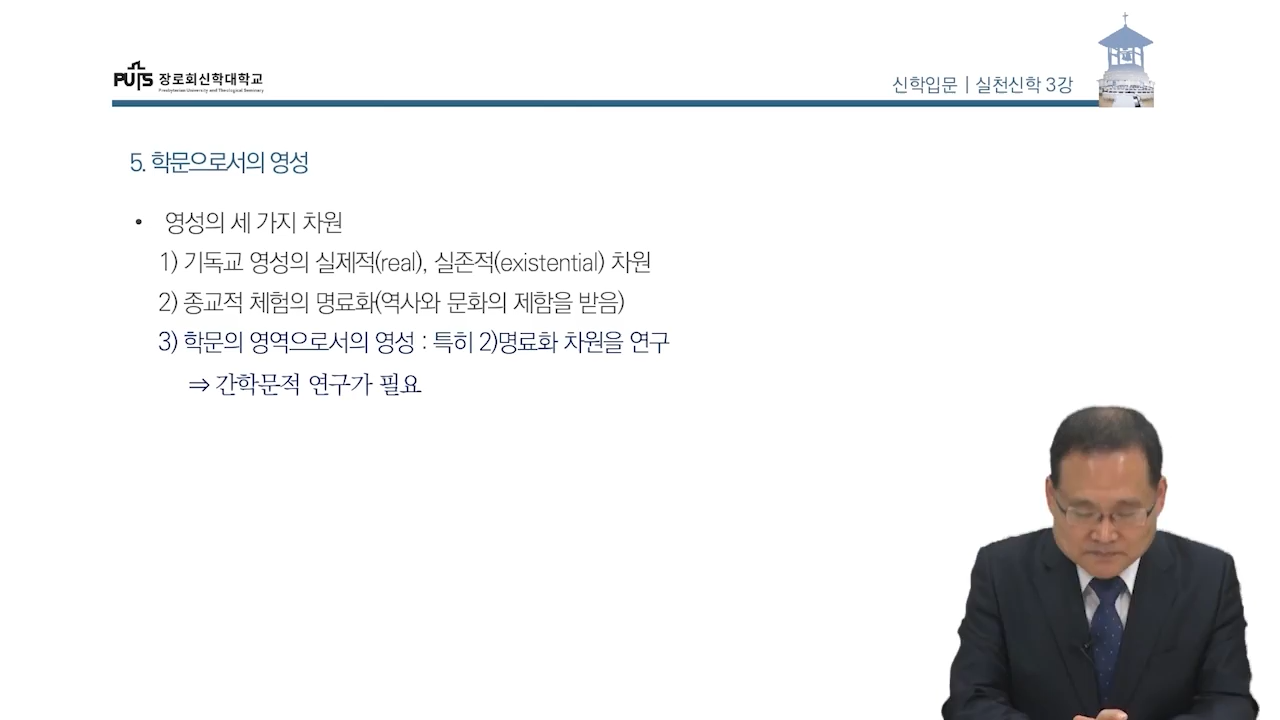 PUTS 장로회신학대학교
Presbyterian University and Theological Seminary
신학입문 | 실천신학 3강
5. 학문으로서의 영성
• 영성의 세 가지 차원
1) 기독교 영성의 실제적(real), 실존적(existential) 차원
2) 종교적 체험의 명료화(역사와 문화의 제함을 받음)
3) 학문의 영역으로서의 영성 : 특히 2)명료화 차원을 연구
⇒ 간학문적 연구가 필요